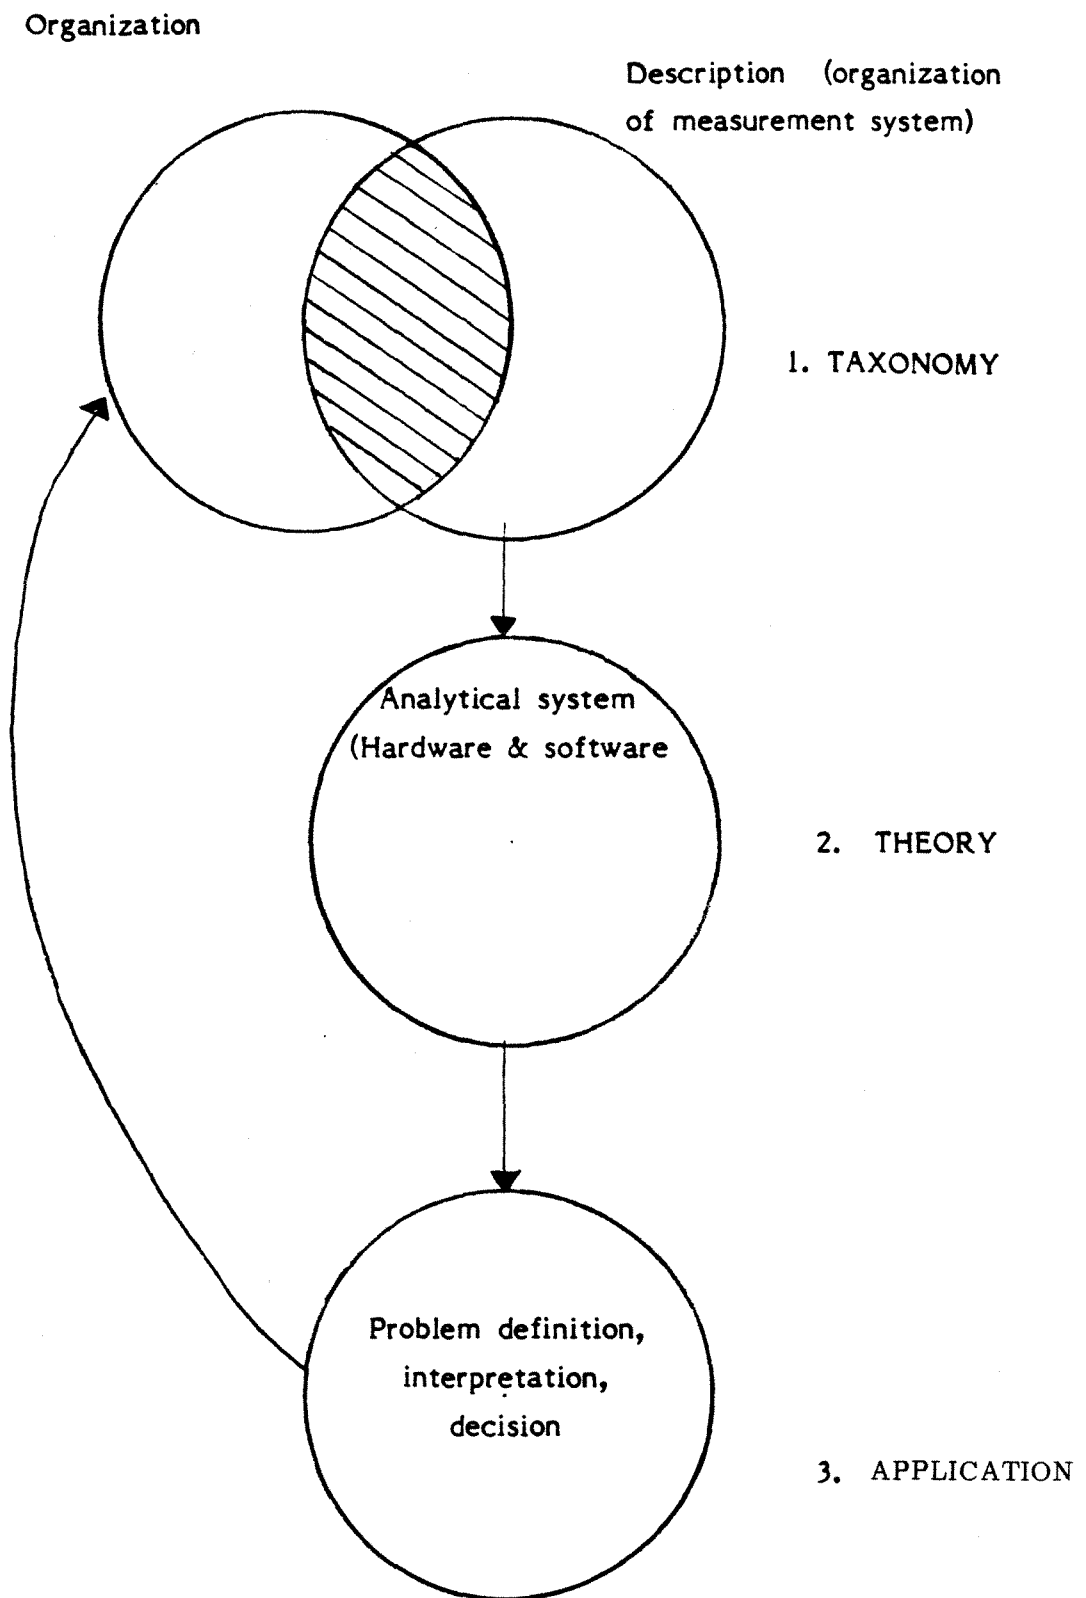 Organization
Description (organization
of measurement system)
1. TAXONOMY
Analytical system
(Hardware & software
2. THEORY
Problem definition,
interpretation,
decision
3. APPLICATION